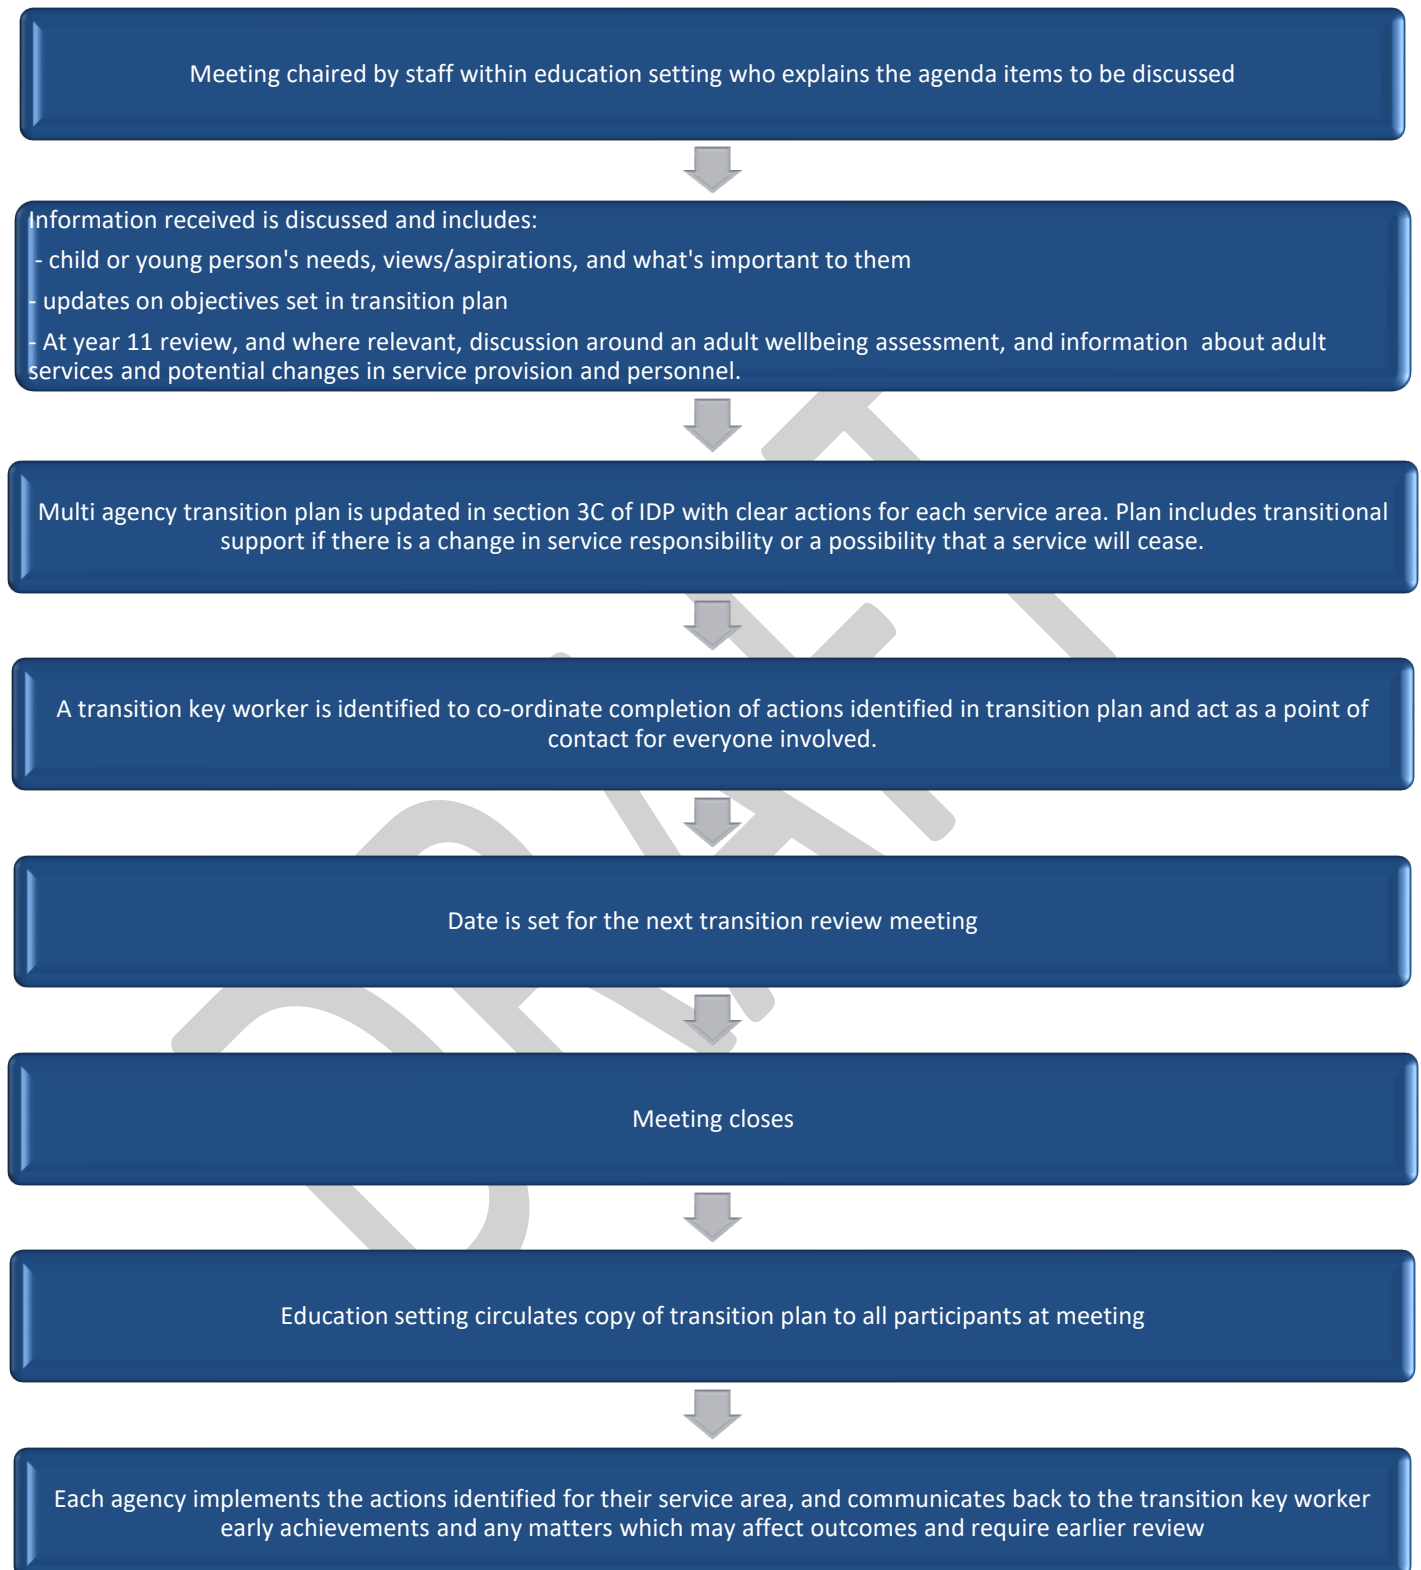 Meeting chaired by staff within education setting who explains the agenda items to be discussed
Information received is discussed and includes:
- child or young person's needs, views/aspirations, and what's important to them
- updates on objectives set in transition plan
- At year 11 review, and where relevant, discussion around an adult wellbeing assessment, and information  about adult
services and potential changes in service provision and personnel.
Multi agency transition plan is updated in section 3C of IDP with clear actions for each service area. Plan includes transitional
support if there is a change in service responsibility or a possibility that a service will cease.
A transition key worker is identified to co-ordinate completion of actions identified in transition plan and act as a point of
contact for everyone involved.
Date is set for the next transition review meeting
Meeting closes
Education setting circulates copy of transition plan to all participants at meeting
Each agency implements the actions identified for their service area, and communicates back to the transition key worker
early achievements and any matters which may affect outcomes and require earlier review
DRAFT